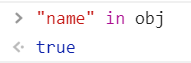 > "name" in obj
<· true